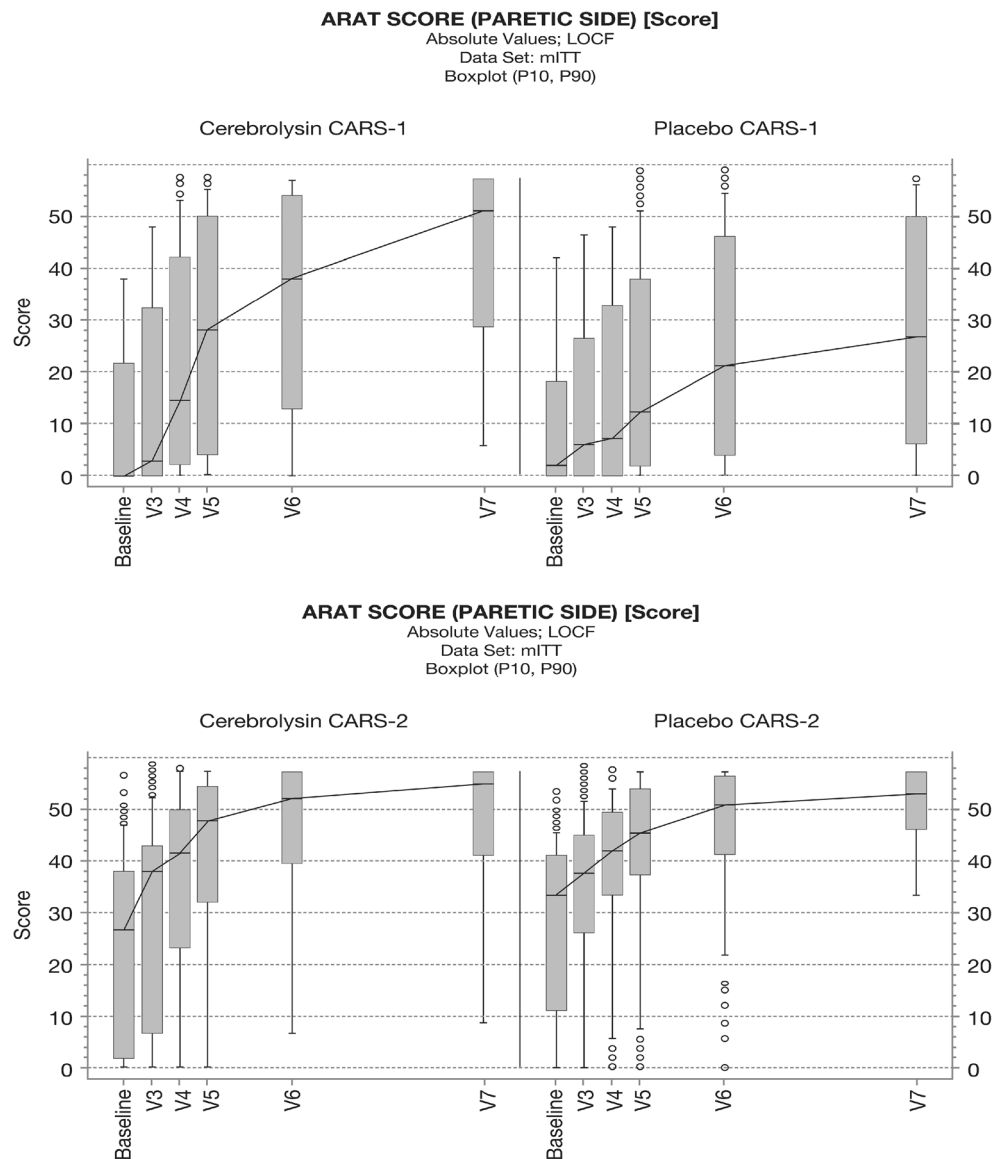 ARAT SCORE (PARETIC SIDE) [Score]
Absolute Values; LOCF
Data Set: mITT
Boxplot (P10, P90)
Cerebrolysin CARS-1
Placebo CARS-1
Score
50
40
30
20
10
0
50
40
30
20
10
0
Baseline
V3
V4
V5
V6
V7
Baseline
V3
V4
V5
V6
V7
ARAT SCORE (PARETIC SIDE) [Score]
Absolute Values; LOCF
Data Set: mITT
Boxplot (P10, P90)
Cerebrolysin CARS-2
Placebo CARS-2
Score
50
40
30
20
10
0
50
40
30
20
10
0
Baseline
V3
V4
V5
V6
V7
Baseline
V3
V4
V5
V6
V7